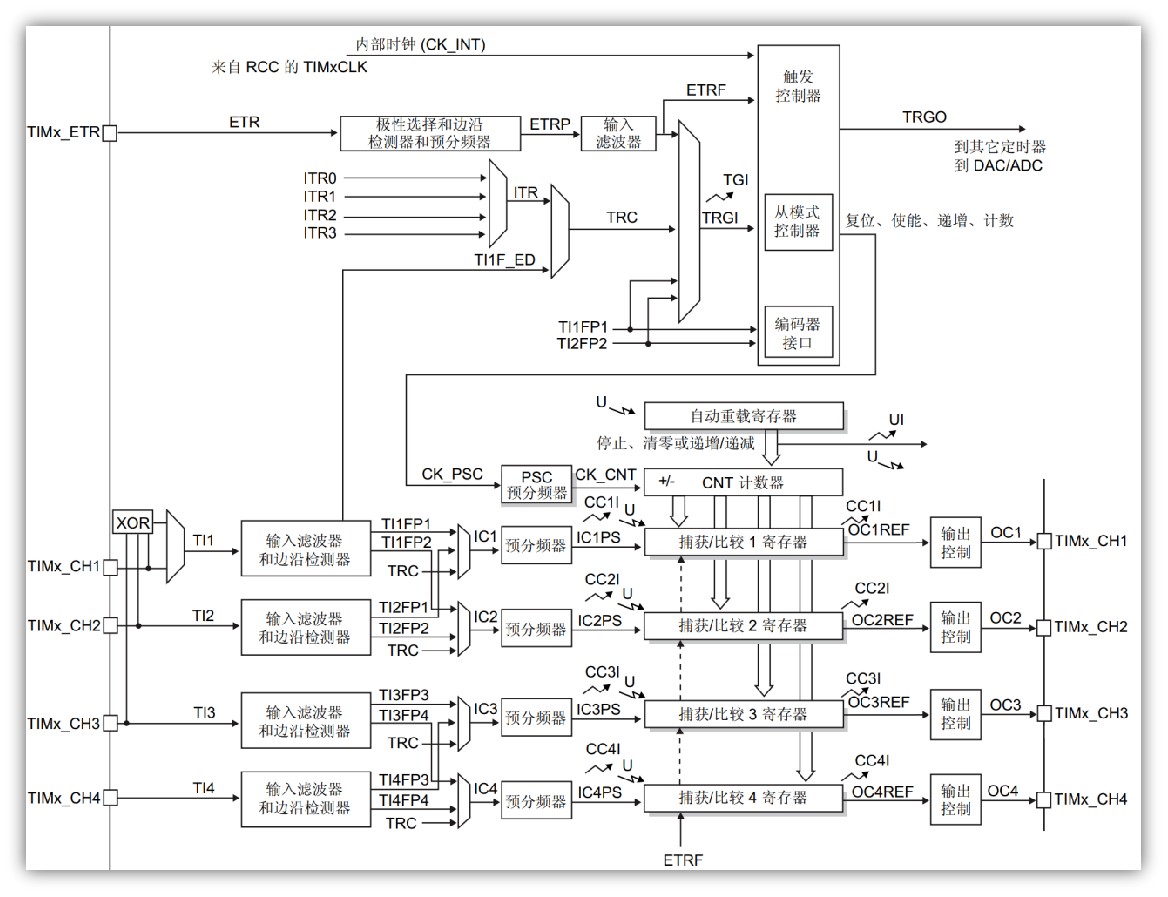 内部时钟 (CK_INT)
来自 RCC 的 TIMxCLK
触发
控制器
ETRF
TRGO
到其它定时器
到 DAC/ADC
TIMx_ETR
ETR
极性选择和边沿
检测器和预分频器
ETRP
输入
滤波器
ITR0
ITR1
ITR2
ITR3
ITR
TRC
TGI
TRGI
从模式
控制器
复位、使能、递增、计数
TI1F_ED
TI1FP1
TI2FP2
编码器
接口
U
自动重载寄存器
UI
停止、清零或递增/递减
U
CK_PSC
PSC
预分频器
CK_CNT
+/-
CNT 计数器
XOR
TIMx_CH1
TI1
输入滤波器
和边沿检测器
TI1FP1
TI1FP2
TRC
IC1
预分频器
IC1PS
CC1I
U
捕获/比较 1 寄存器
CC1I
OC1REF
输出
控制
OC1
TIMx_CH1
TIMx_CH2
TI2
输入滤波器
和边沿检测器
TI2FP1
TI2FP2
TRC
IC2
预分频器
IC2PS
CC2I
U
捕获/比较 2 寄存器
CC2I
OC2REF
输出
控制
OC2
TIMx_CH2
TIMx_CH3
TI3
输入滤波器
和边沿检测器
TI3FP3
TI3FP4
TRC
IC3
预分频器
IC3PS
CC3I
U
捕获/比较 3 寄存器
CC3I
OC3REF
输出
控制
OC3
TIMx_CH3
TIMx_CH4
TI4
输入滤波器
和边沿检测器
TI4FP3
TI4FP4
TRC
IC4
预分频器
IC4PS
CC4I
U
捕获/比较 4 寄存器
CC4I
OC4REF
输出
控制
OC4
TIMx_CH4
ETRF